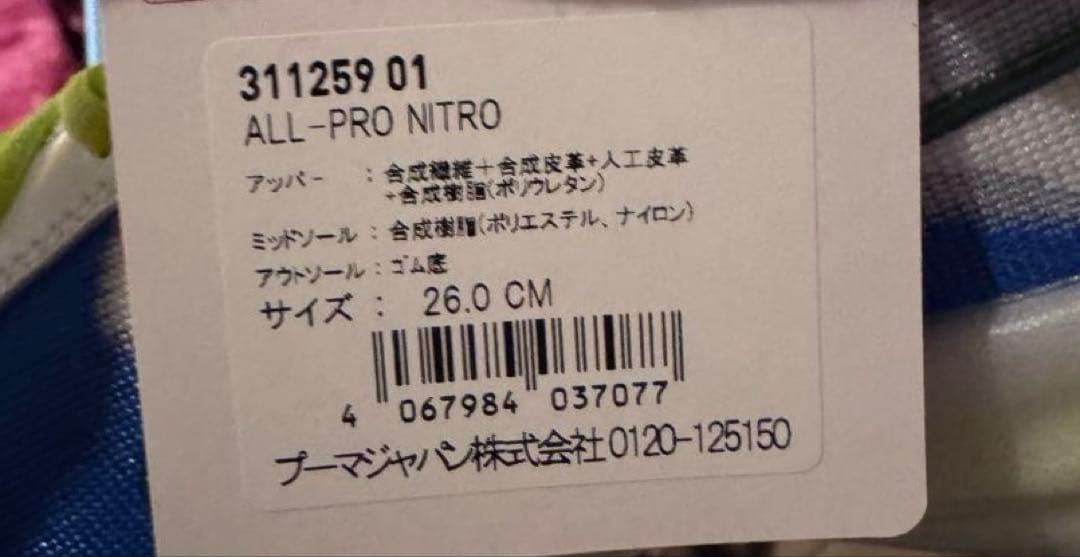 311259 01
ALL-PRO NITRO
アッパー : 合成繊維+合成皮革+人工皮革
+合成樹脂(ポリウレタン)
ミッドソール : 合成樹脂(ポリエステル、ナイロン)
アウトソール : ゴム底
サイズ : 26.0 CM
4 067984 037077
プーマジャパン株式会社0120-125150